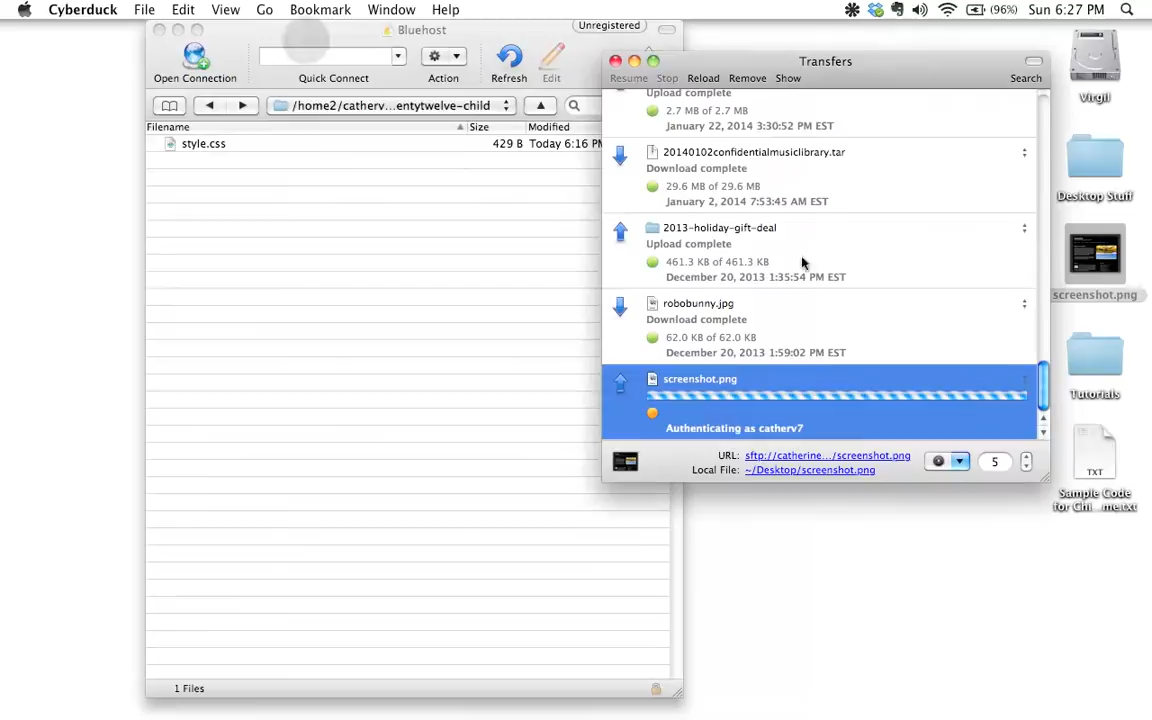 Cyberduck File Edit View Go Bookmark Window Help (96%) Sun 6:27 PM
Bluehost Unregistered
Open Connection Quick Connect Action Refresh Edit
/home2/catherv...entytwelve-child
Filename Size Modified
style.css 429 B Today 6:16 PM
1 Files
Transfers
Resume Stop Reload Remove Show Search
Upload complete
2.7 MB of 2.7 MB
January 22, 2014 3:30:52 PM EST
20140102confidentialmusiclibrary.tar
Download complete
29.6 MB of 29.6 MB
January 2, 2014 7:53:45 AM EST
2013-holiday-gift-deal
Upload complete
461.3 KB of 461.3 KB
December 20, 2013 1:35:54 PM EST
robobunny.jpg
Download complete
62.0 KB of 62.0 KB
December 20, 2013 1:59:02 PM EST
screenshot.png
Authenticating as catherv7
URL: sftp://catherine.../screenshot.png
Local File: ~/Desktop/screenshot.png
5
Virgil
Desktop Stuff
screenshot.png
Tutorials
TXT
Sample Code
for Chi...me.txt